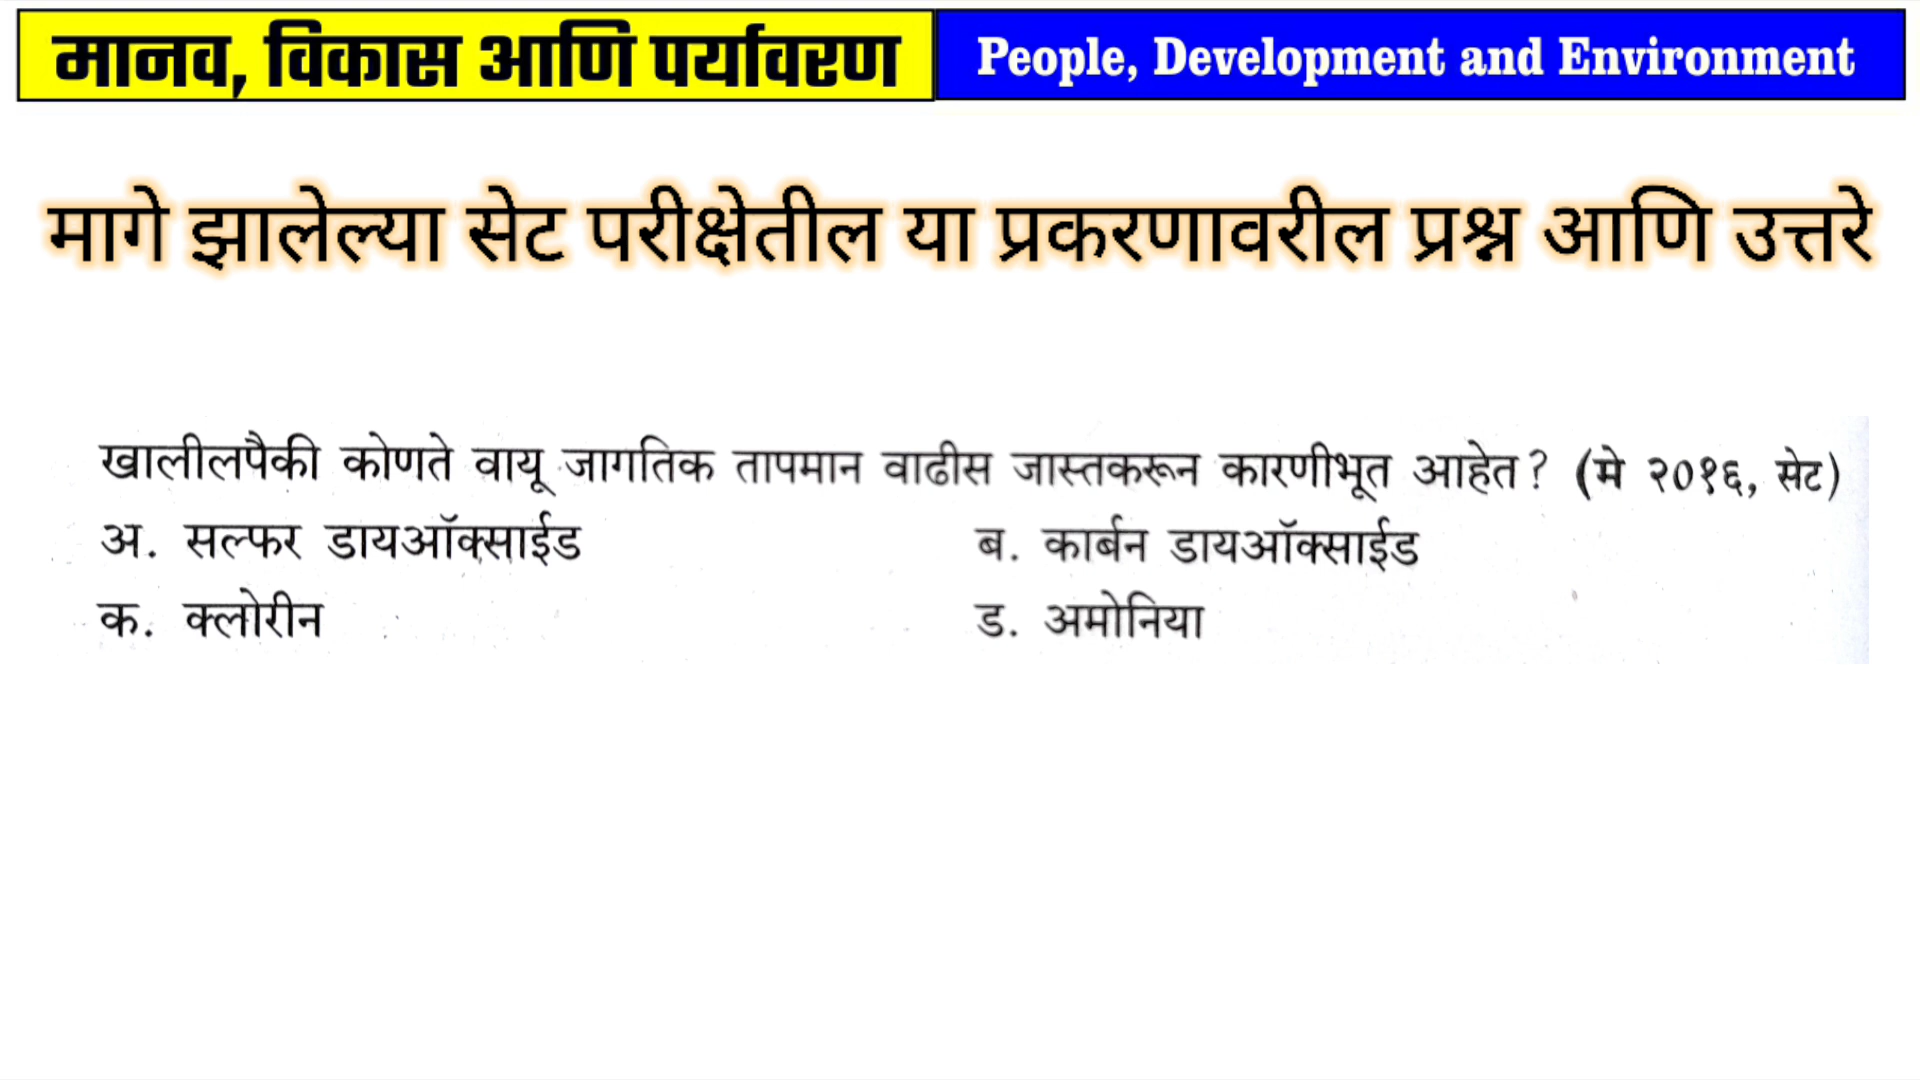 मानव, विकास आणि पर्यावरण People, Development and Environment
मागे झालेल्या सेट परीक्षेतील या प्रकरणावरील प्रश्न आणि उत्तरे
खालीलपैकी कोणते वायू जागतिक तापमान वाढीस जास्तकरून कारणीभूत आहेत? (मे २०१६, सेट)
अ. सल्फर डायऑक्साईड ब. कार्बन डायऑक्साईड
क. क्लोरीन ड. अमोनिया